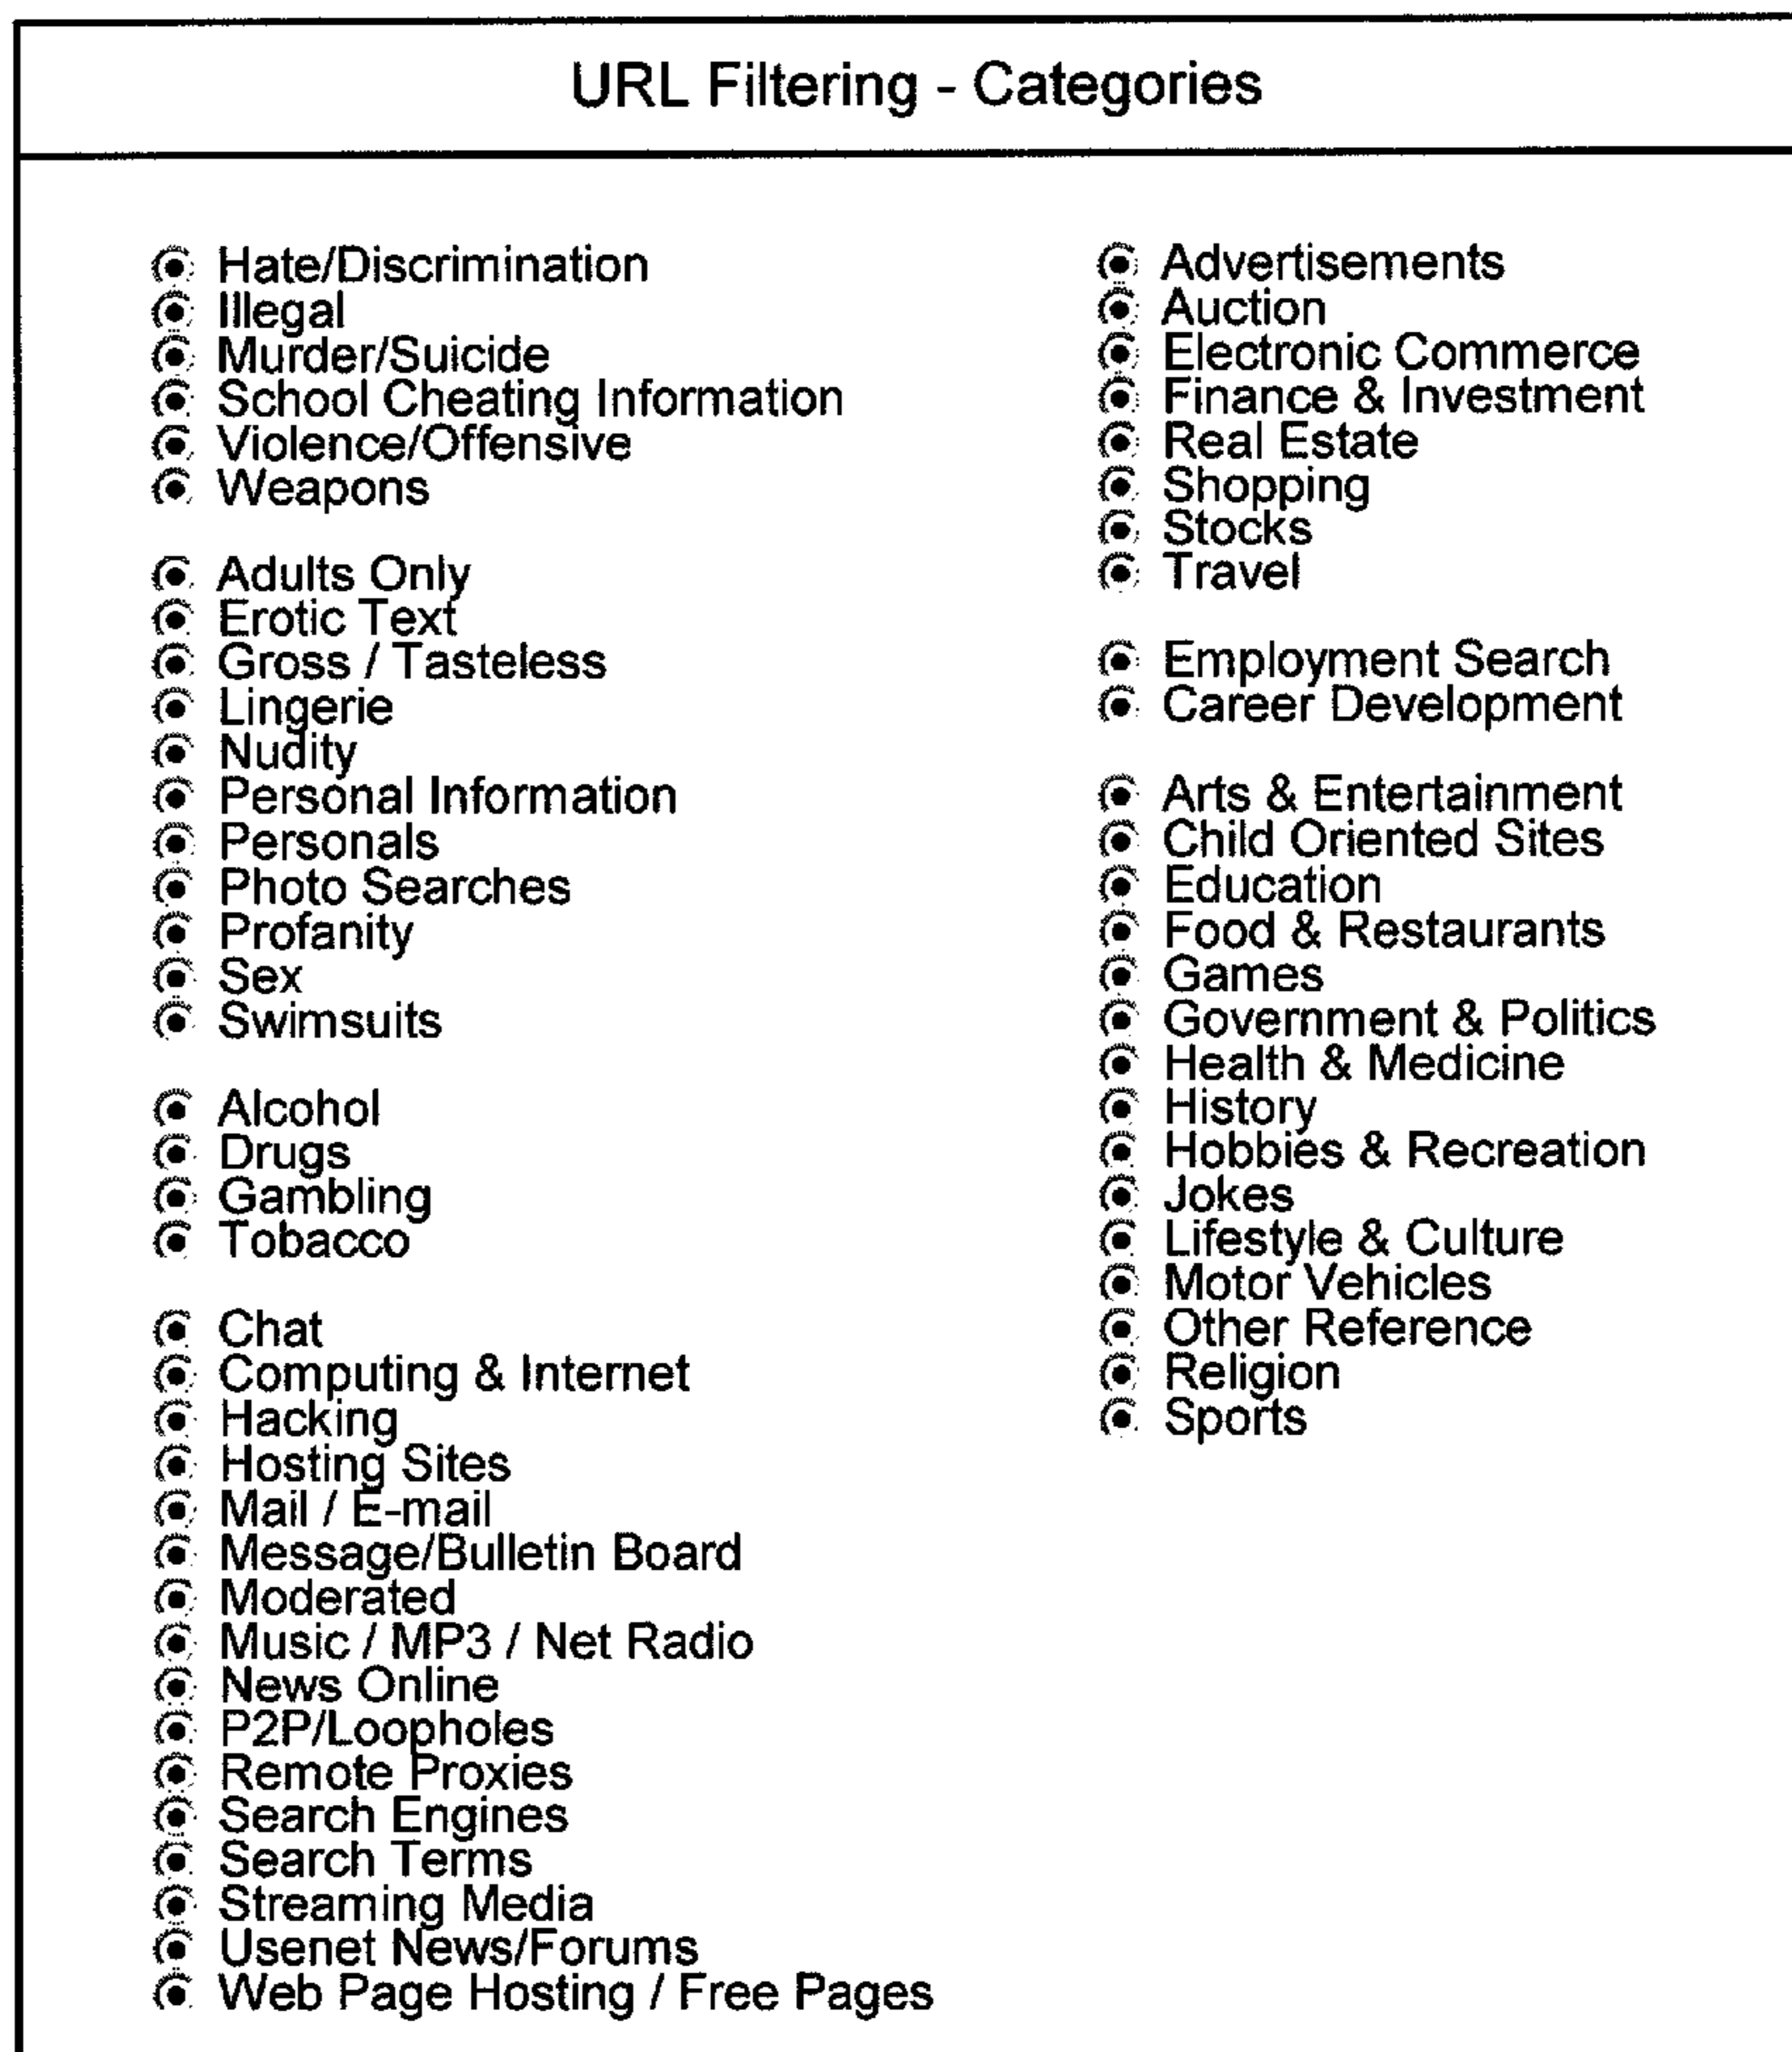 URL Filtering - Categories
Hate/Discrimination
Illegal
Murder/Suicide
School Cheating Information
Violence/Offensive
Weapons
Adults Only
Erotic Text
Gross / Tasteless
Lingerie
Nudity
Personal Information
Personals
Photo Searches
Profanity
Sex
Swimsuits
Alcohol
Drugs
Gambling
Tobacco
Chat
Computing & Internet
Hacking
Hosting Sites
Mail / E-mail
Message/Bulletin Board
Moderated
Music / MP3 / Net Radio
News Online
P2P/Loopholes
Remote Proxies
Search Engines
Search Terms
Streaming Media
Usenet News/Forums
Web Page Hosting / Free Pages
Advertisements
Auction
Electronic Commerce
Finance & Investment
Real Estate
Shopping
Stocks
Travel
Employment Search
Career Development
Arts & Entertainment
Child Oriented Sites
Education
Food & Restaurants
Games
Government & Politics
Health & Medicine
History
Hobbies & Recreation
Jokes
Lifestyle & Culture
Motor Vehicles
Other Reference
Religion
Sports